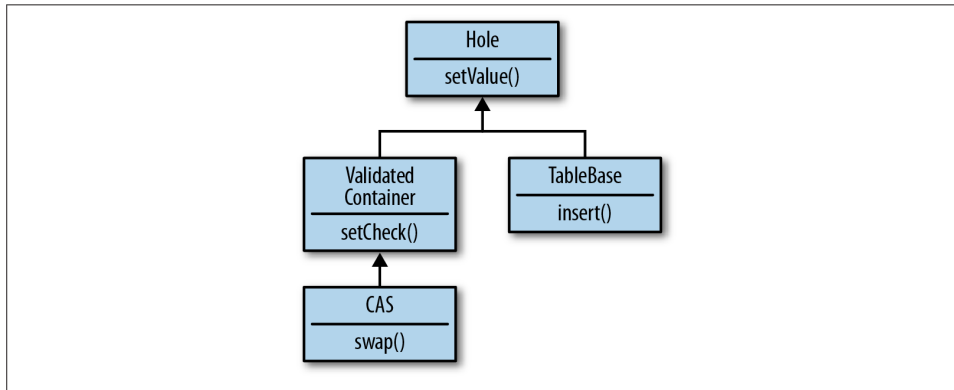 Hole
setValue()
Validated
Container
setCheck()
TableBase
insert()
CAS
swap()